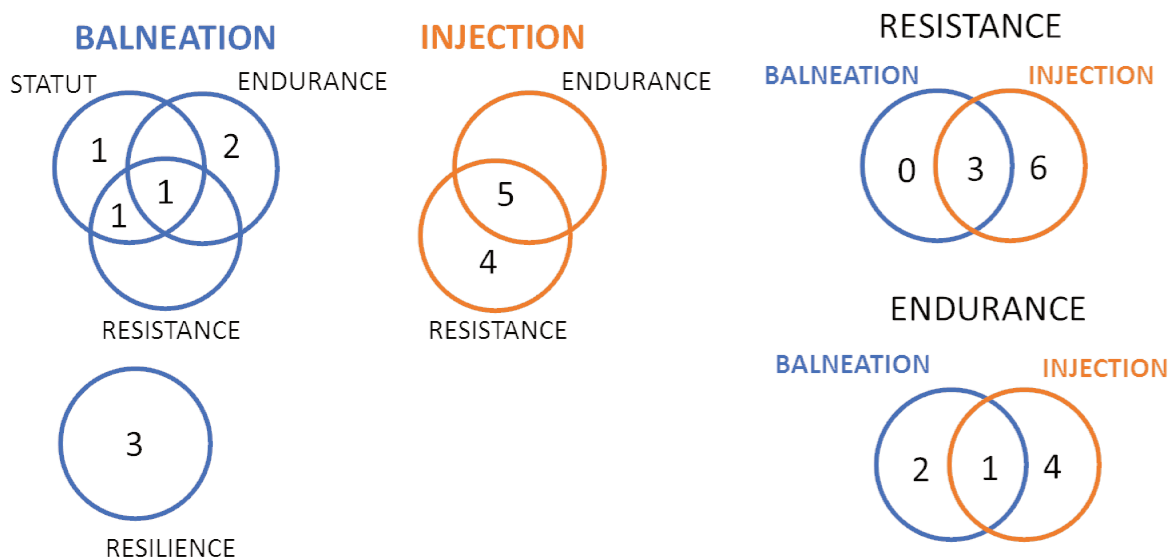 BALNEATION
STATUT
ENDURANCE
1
2
1
1
RESISTANCE
3
RESILIENCE
INJECTION
ENDURANCE
5
4
RESISTANCE
RESISTANCE
BALNEATION
INJECTION
0
3
6
ENDURANCE
BALNEATION
INJECTION
2
1
4